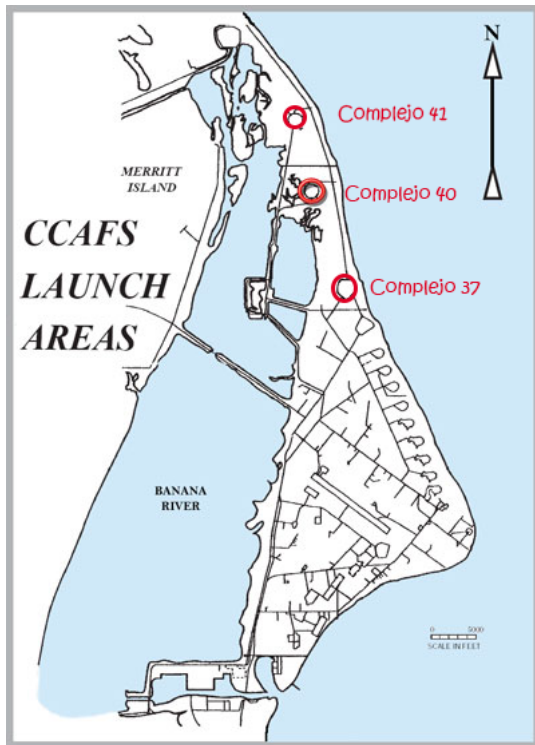 N
Complejo 41
MERRITT
ISLAND
Complejo 40
CCAFS
LAUNCH
AREAS
Complejo 37
BANANA
RIVER
0 5000
SCALE IN FEET